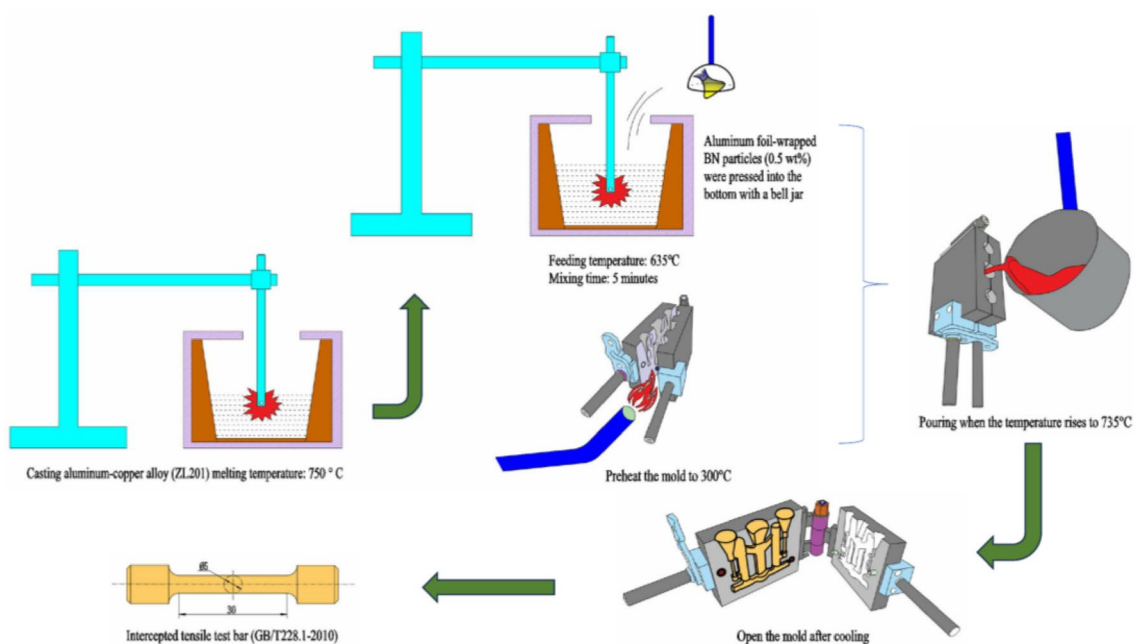 Aluminum foil-wrapped
BN particles (0.5 wt%)
were pressed into the
bottom with a bell jar
Feeding temperature: 635℃
Mixing time: 5 minutes
Casting aluminum-copper alloy (ZL201) melting temperature: 750 ° C
Preheat the mold to 300℃
Pouring when the temperature rises to 735℃
Open the mold after cooling
Ø5
30
Intercepted tensile test bar (GB/T228.1-2010)